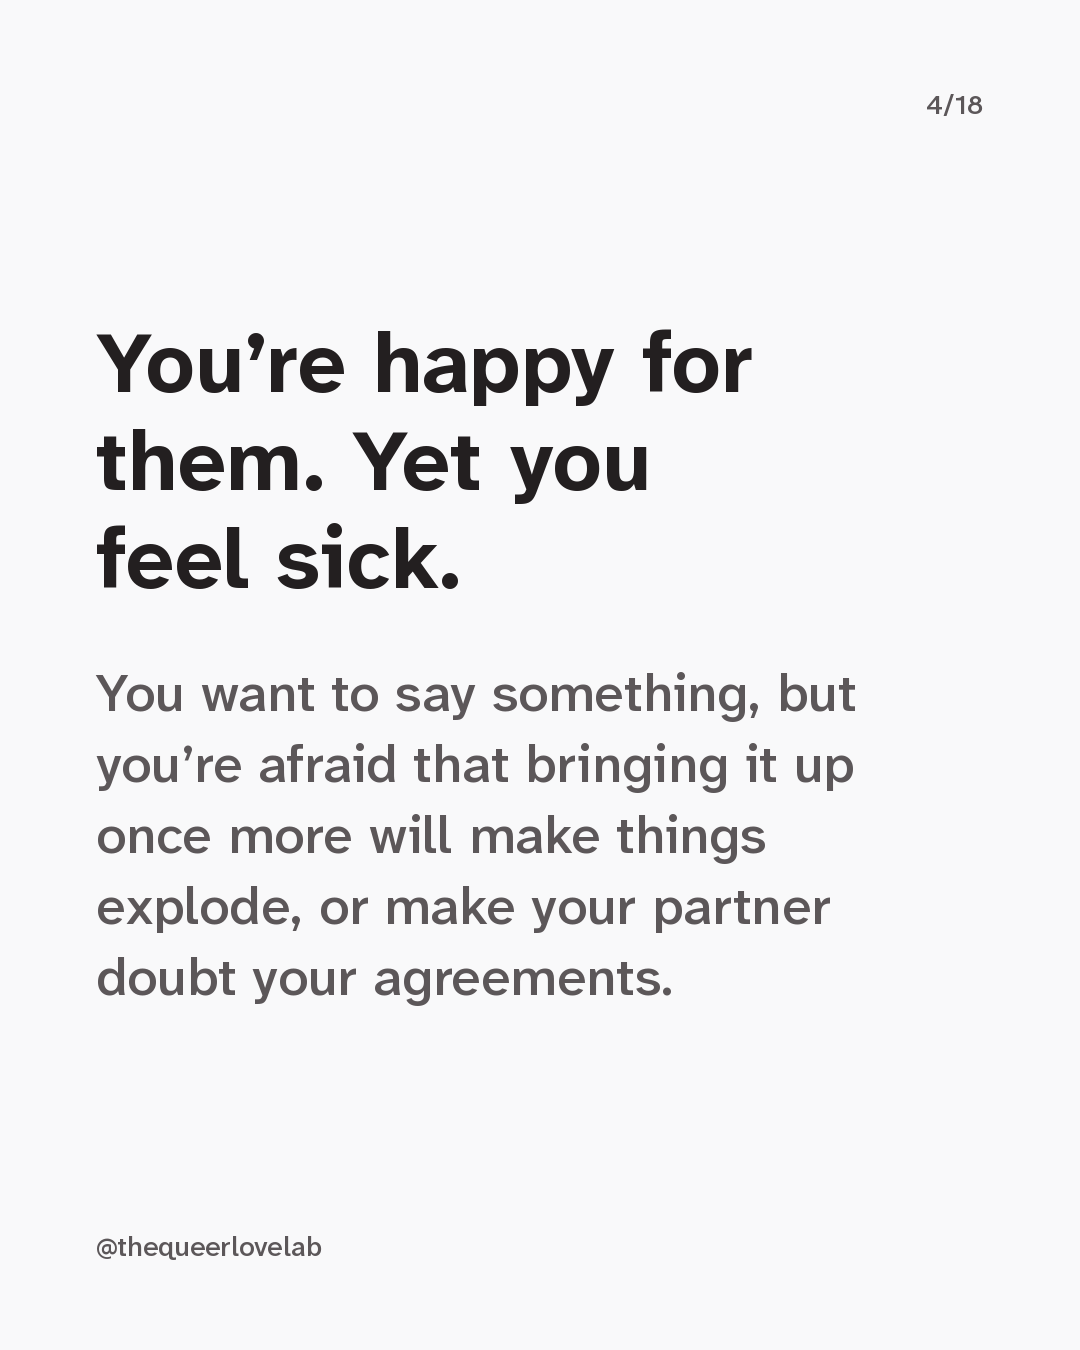 4/18
You’re happy for
them. Yet you
feel sick.
You want to say something, but
you’re afraid that bringing it up
once more will make things
explode, or make your partner
doubt your agreements.
@thequeerlovelab